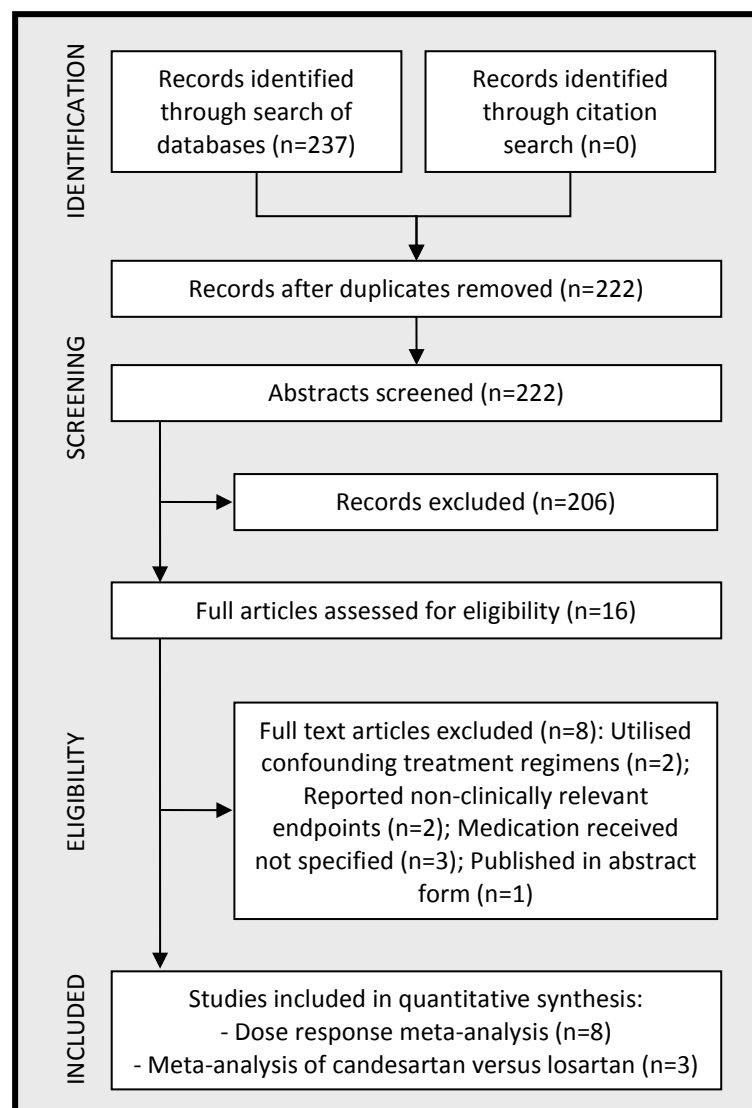 IDENTIFICATION
Records identified
through search of
databases (n=237)
Records identified
through citation
search (n=0)
Records after duplicates removed (n=222)
SCREENING
Abstracts screened (n=222)
Records excluded (n=206)
Full articles assessed for eligibility (n=16)
ELIGIBILITY
Full text articles excluded (n=8): Utilised
confounding treatment regimens (n=2);
Reported non-clinically relevant
endpoints (n=2); Medication received
not specified (n=3); Published in abstract
form (n=1)
INCLUDED
Studies included in quantitative synthesis:
- Dose response meta-analysis (n=8)
- Meta-analysis of candesartan versus losartan (n=3)